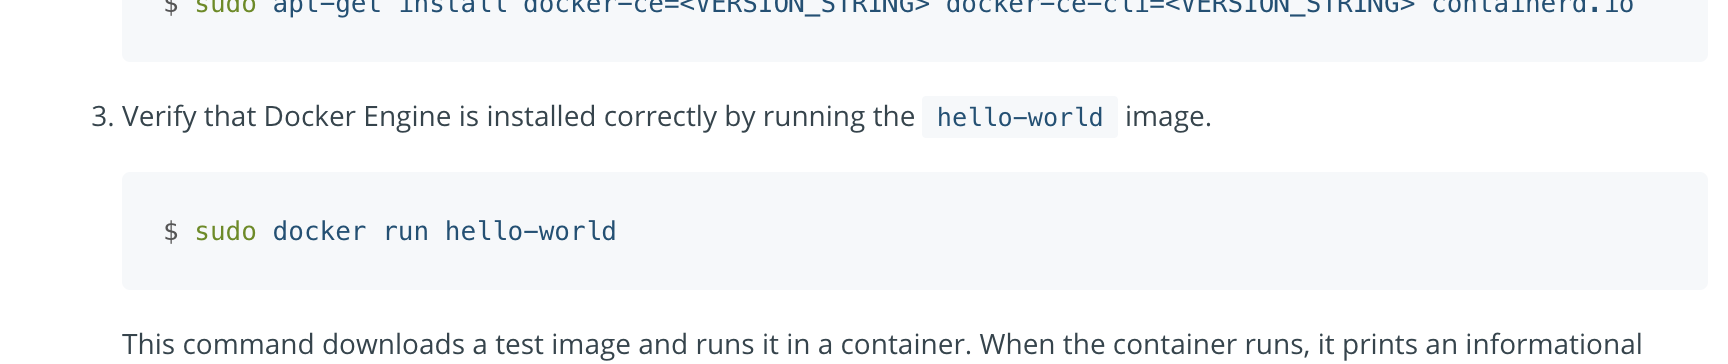 $ sudo apt-get install docker-ce=<VERSION_STRING> docker-ce-cli=<VERSION_STRING> containerd.io
3. Verify that Docker Engine is installed correctly by running the hello-world image.
$ sudo docker run hello-world
This command downloads a test image and runs it in a container. When the container runs, it prints an informational